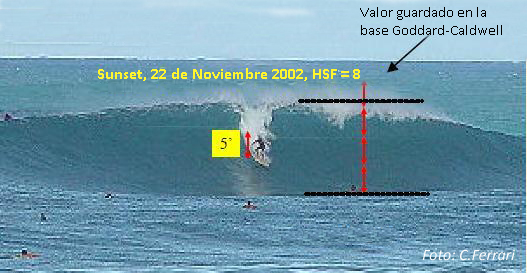 Valor guardado en la
base Goddard-Caldwell
Sunset, 22 de Noviembre 2002, HSF = 8
5'
Foto: C.Ferrari